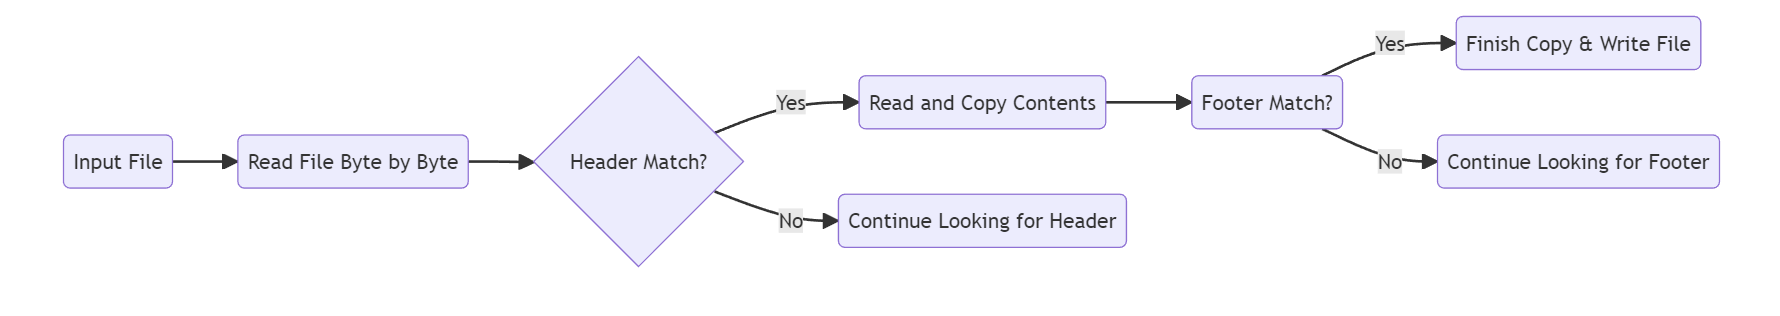 Input File
Read File Byte by Byte
Header Match?
Yes
Read and Copy Contents
No
Continue Looking for Header
Footer Match?
Yes
Finish Copy & Write File
No
Continue Looking for Footer